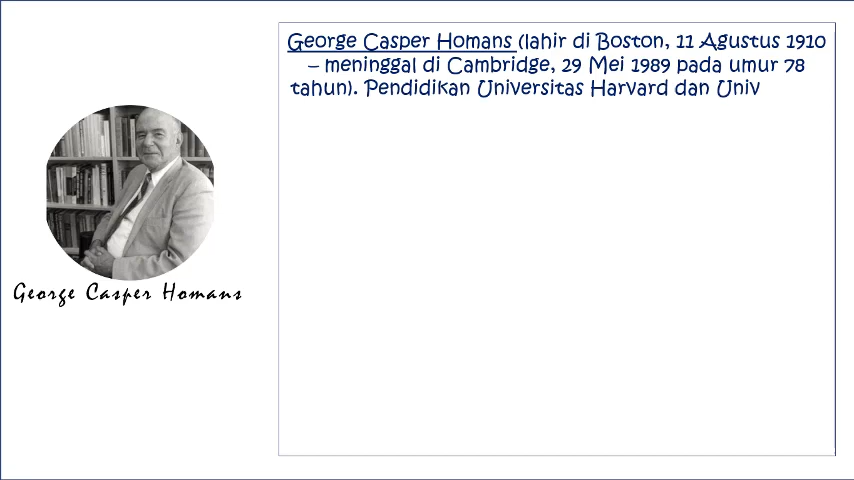 George Casper Homans (lahir di Boston, 11 Agustus 1910
– meninggal di Cambridge, 29 Mei 1989 pada umur 78
tahun). Pendidikan Universitas Harvard dan Univ
George Casper Homans